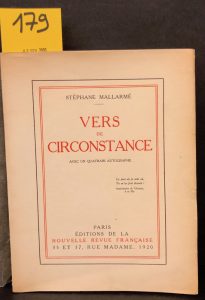 179
STÉPHANE MALLARMÉ
VERS
DE
CIRCONSTANCE
AVEC UN QUATRAIN AUTOGRAPHE
PARIS
ÉDITIONS DE LA
NOUVELLE REVUE FRANÇAISE
35 ET 37, RUE MADAME. 1920